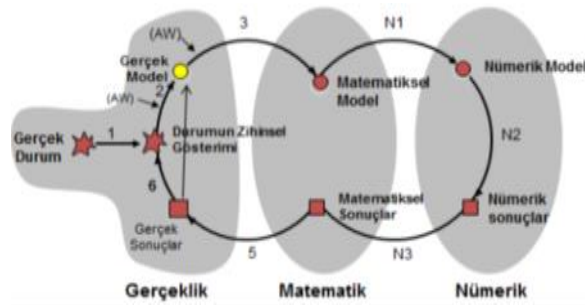 (AW)
3
N1
Gerçek
Model
Matematiksel
Model
Nümerik Model
(AW)
2
Gerçek
Durum
1
Durumun Zihinsel
Gösterimi
N2
6
Gerçek
Sonuçlar
Matematiksel
Sonuçlar
Nümerik
sonuçlar
5
N3
Gerçeklik
Matematik
Nümerik